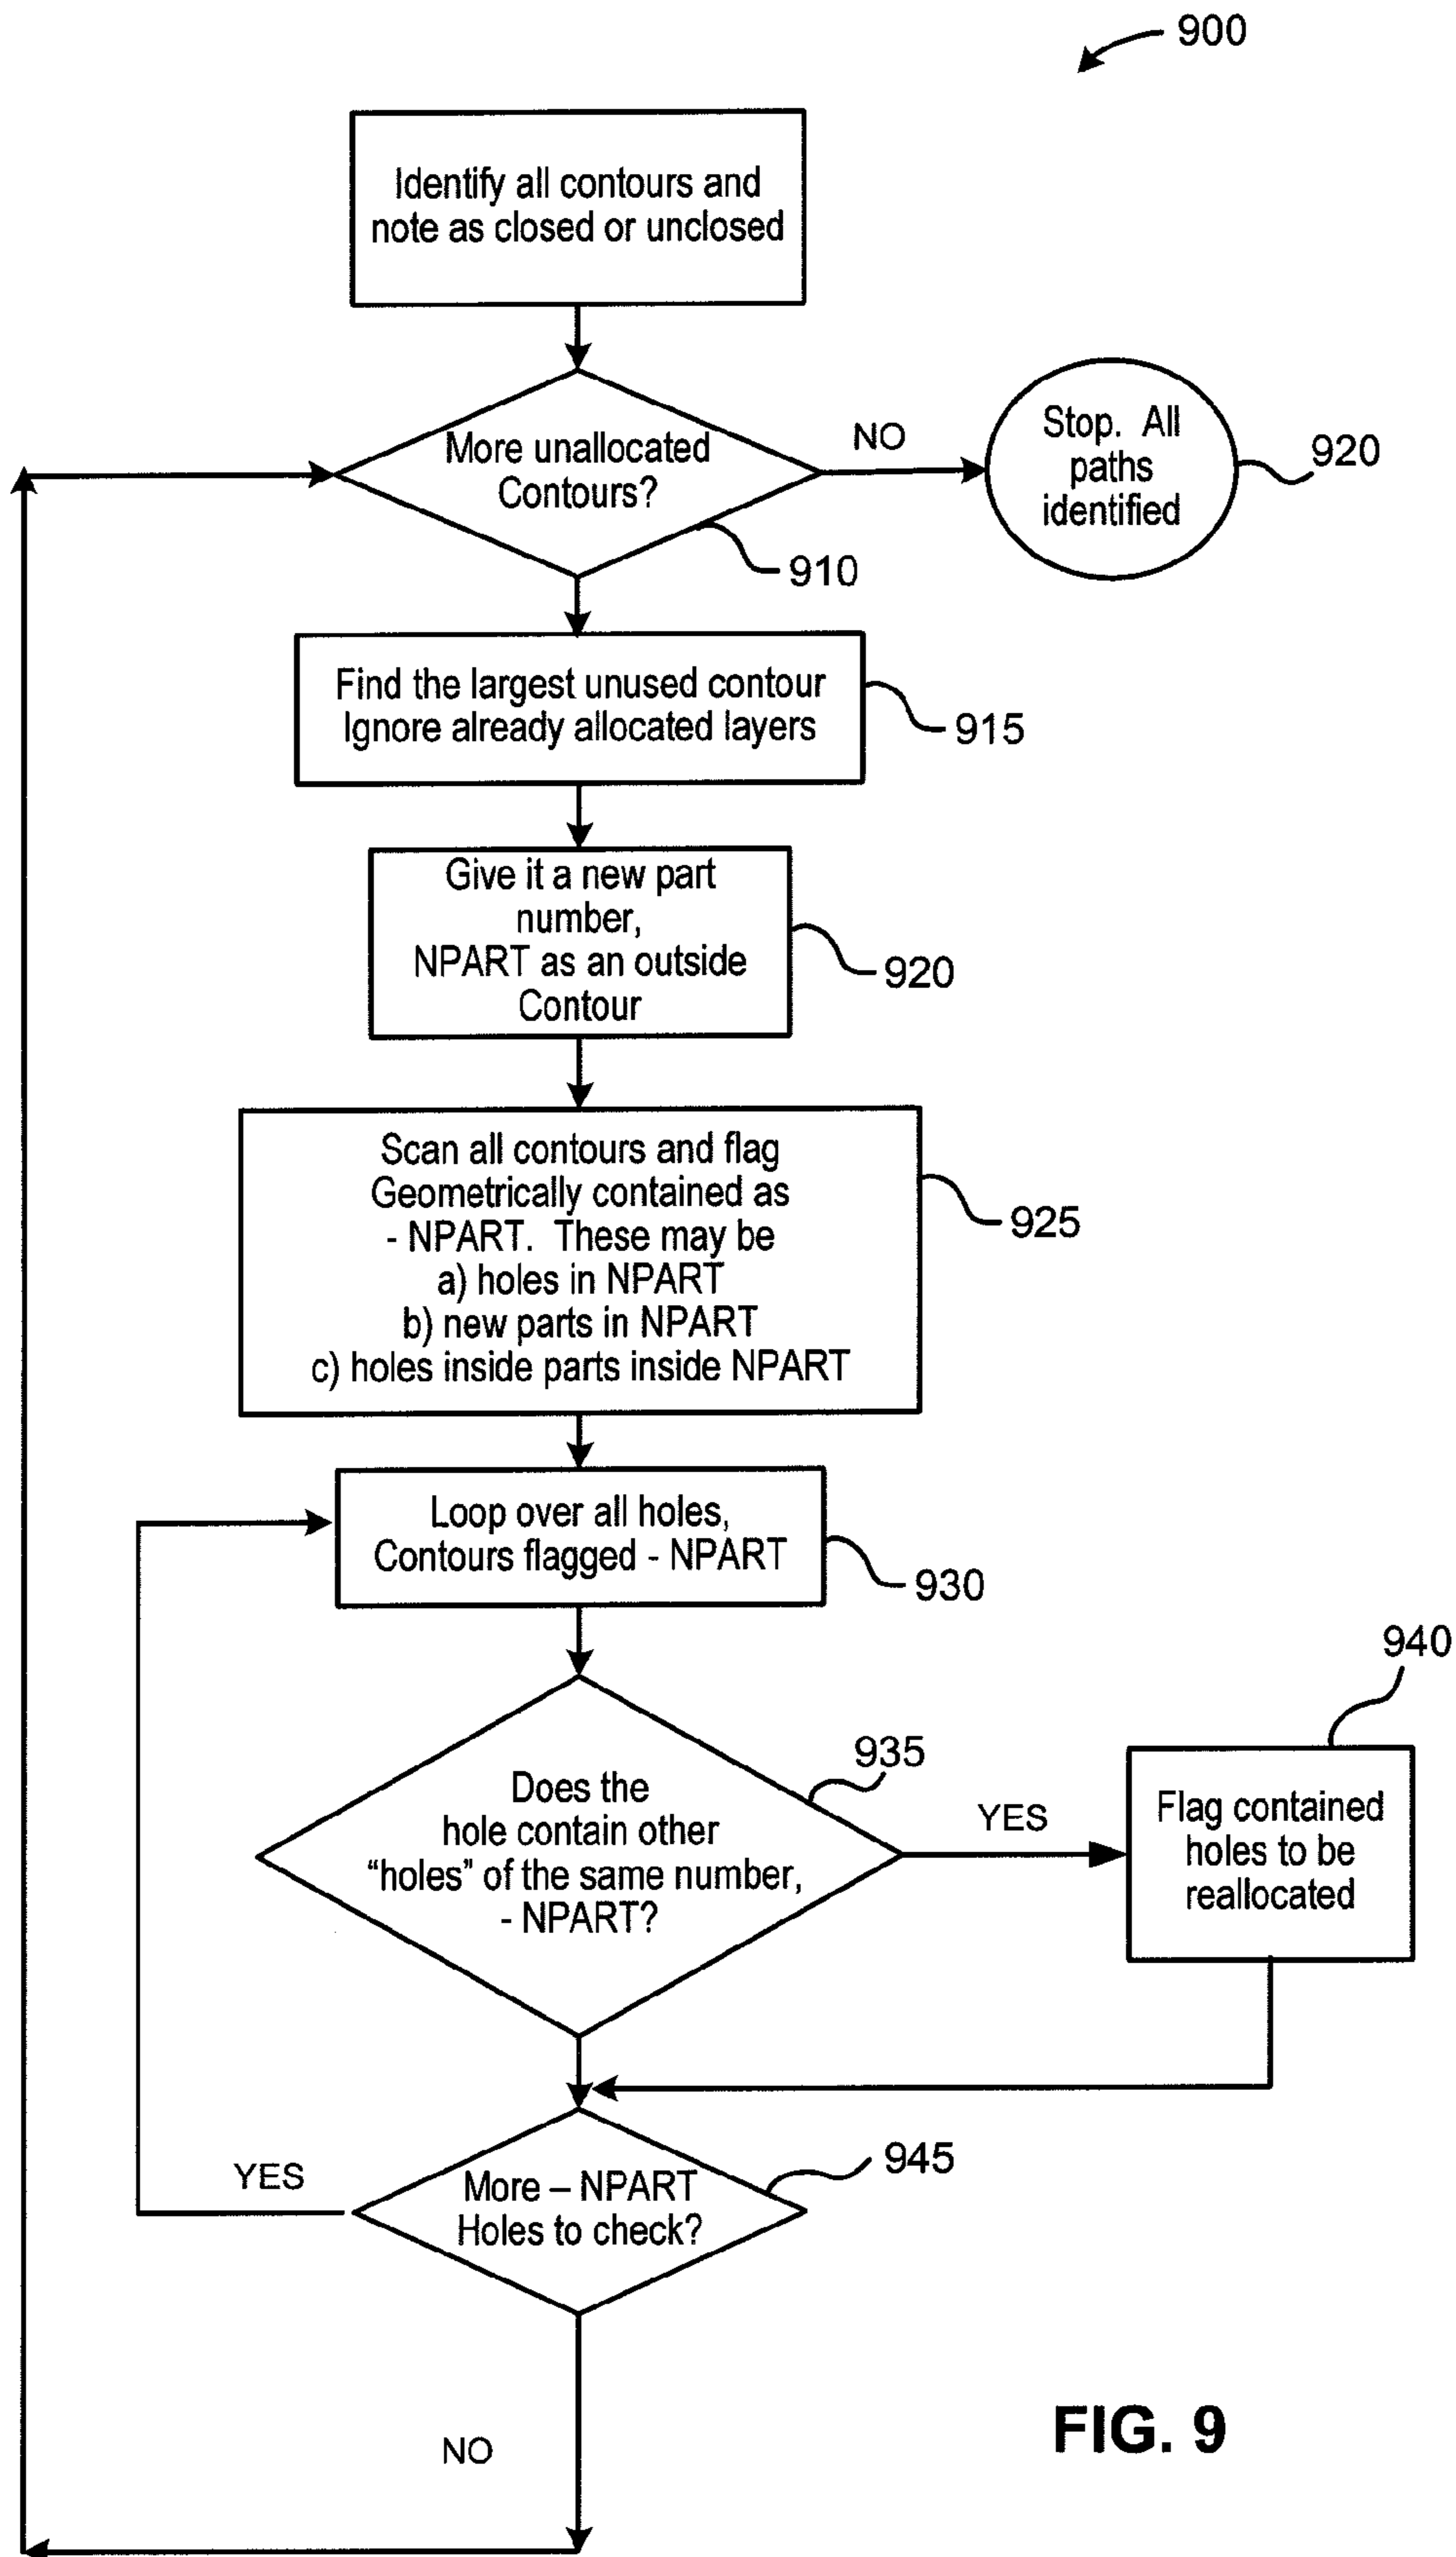 900
Identify all contours and
note as closed or unclosed
More unallocated
Contours?
NO
Stop. All
paths
identified
920
910
Find the largest unused contour
Ignore already allocated layers
915
Give it a new part
number,
NPART as an outside
Contour
920
Scan all contours and flag
Geometrically contained as
- NPART. These may be
a) holes in NPART
b) new parts in NPART
c) holes inside parts inside NPART
925
Loop over all holes,
Contours flagged - NPART
930
Does the
hole contain other
“holes” of the same number,
- NPART?
935
YES
940
Flag contained
holes to be
reallocated
More – NPART
Holes to check?
945
YES
NO
FIG. 9